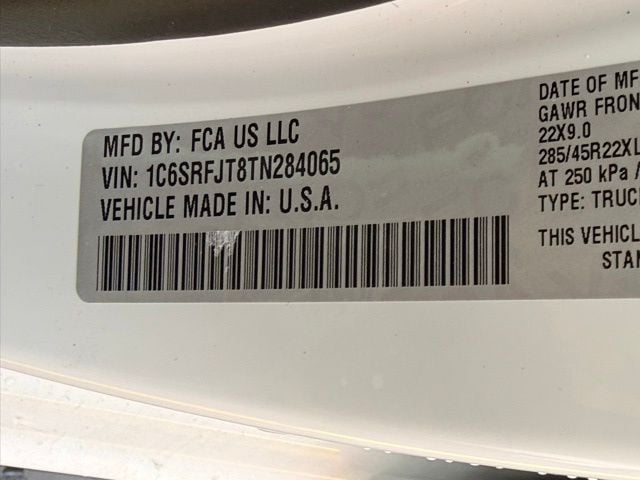 MFD BY: FCA US LLC
VIN: 1C6SRFJT8TN284065
VEHICLE MADE IN: U.S.A.
DATE OF MF
GAWR FRON
22X9.0
285/45R22XL
AT 250 kPa /
TYPE: TRUC
THIS VEHICL
STAN